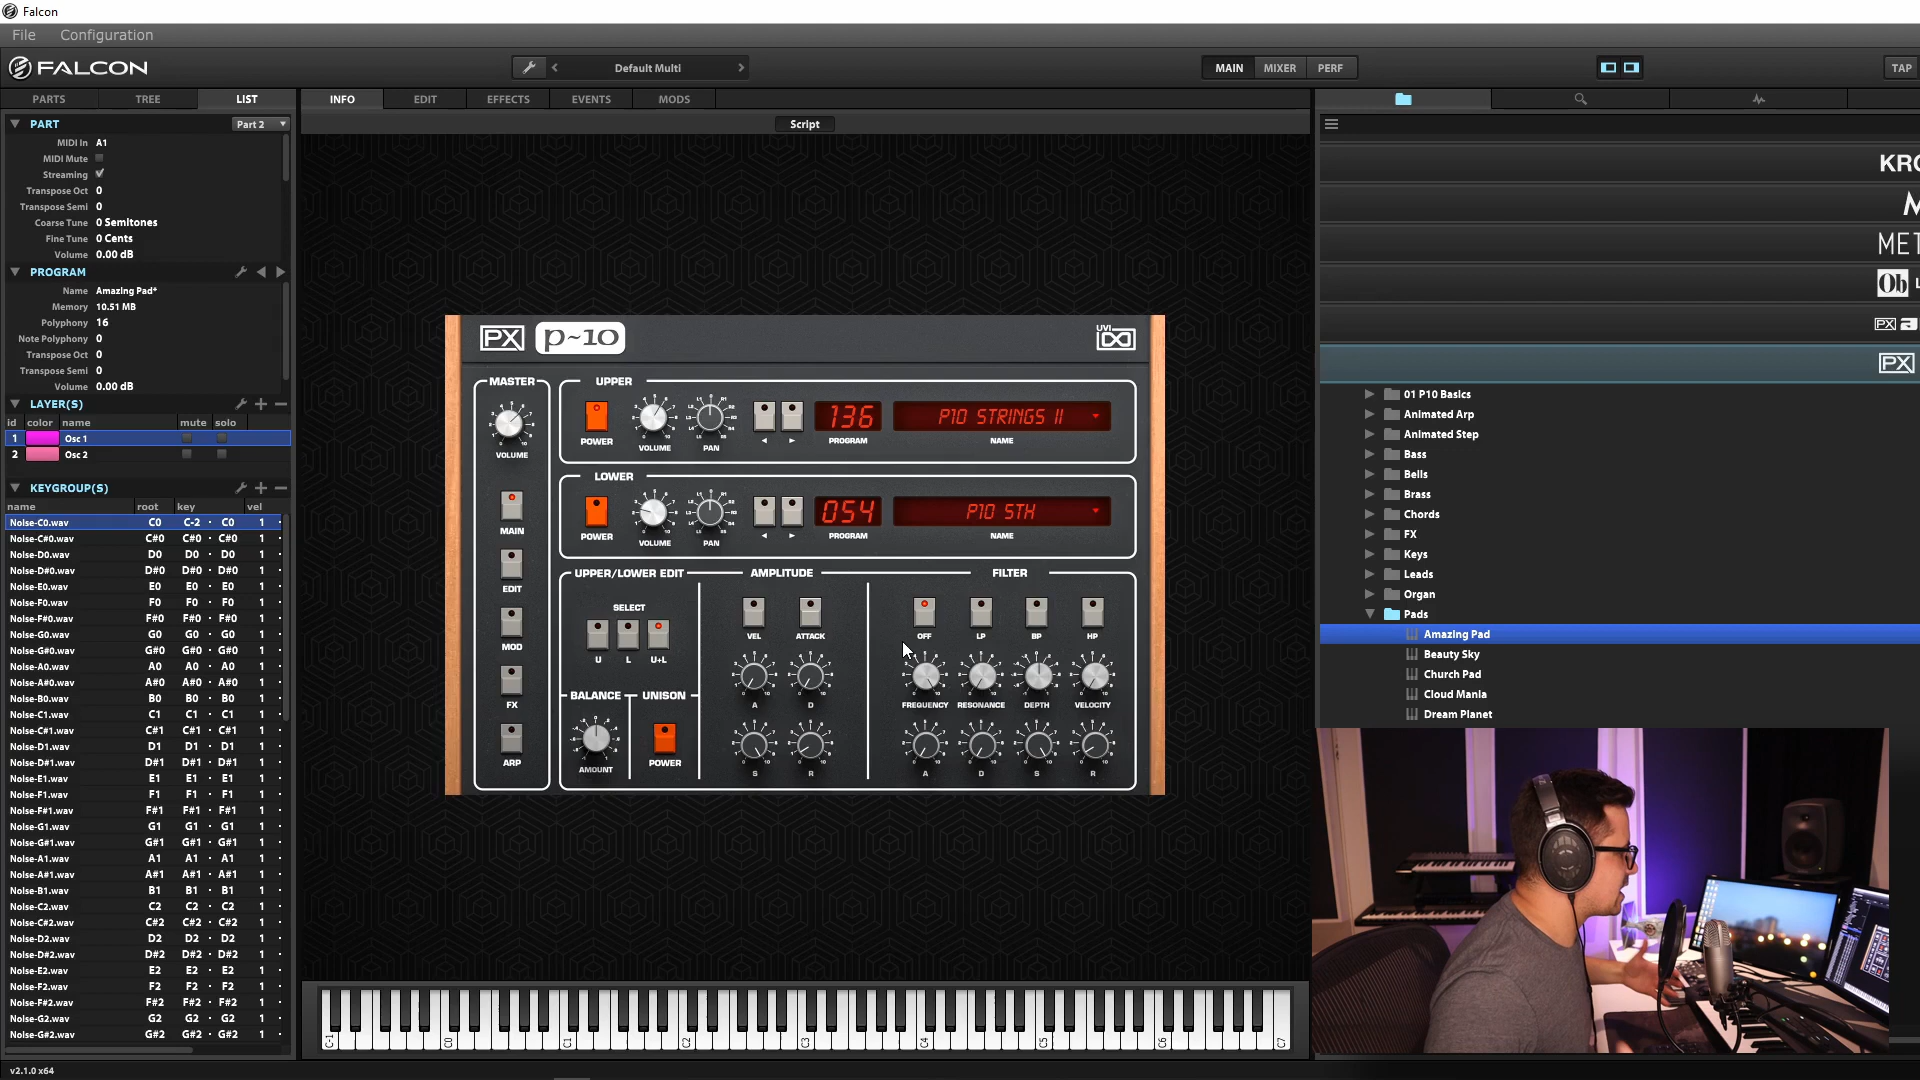 Falcon
File Configuration
FALCON
Default Multi
MAIN MIXER PERF
TAP
PARTS TREE LIST
INFO EDIT EFFECTS EVENTS MODS
Script
PART Part 2
MIDI In A1
MIDI Mute
Streaming
Transpose Oct 0
Transpose Semi 0
Coarse Tune 0 Semitones
Fine Tune 0 Cents
Volume 0.00 dB
PROGRAM
Name Amazing Pad*
Memory 10.51 MB
Polyphony 16
Note Polyphony 0
Transpose Oct 0
Transpose Semi 0
Volume 0.00 dB
LAYER(S)
id color name mute solo
1 Osc 1
2 Osc 2
KEYGROUP(S)
name root key vel
Noise-C0.wav C0 C-2 · C0 1 ·
Noise-C#0.wav C#0 C#0 · C#0 1 ·
Noise-D0.wav D0 D0 · D0 1 ·
Noise-D#0.wav D#0 D#0 · D#0 1 ·
Noise-E0.wav E0 E0 · E0 1 ·
Noise-F0.wav F0 F0 · F0 1 ·
Noise-F#0.wav F#0 F#0 · F#0 1 ·
Noise-G0.wav G0 G0 · G0 1 ·
Noise-G#0.wav G#0 G#0 · G#0 1 ·
Noise-A0.wav A0 A0 · A0 1 ·
Noise-A#0.wav A#0 A#0 · A#0 1 ·
Noise-B0.wav B0 B0 · B0 1 ·
Noise-C1.wav C1 C1 · C1 1 ·
Noise-C#1.wav C#1 C#1 · C#1 1 ·
Noise-D1.wav D1 D1 · D1 1 ·
Noise-D#1.wav D#1 D#1 · D#1 1 ·
Noise-E1.wav E1 E1 · E1 1 ·
Noise-F1.wav F1 F1 · F1 1 ·
Noise-F#1.wav F#1 F#1 · F#1 1 ·
Noise-G1.wav G1 G1 · G1 1 ·
Noise-G#1.wav G#1 G#1 · G#1 1 ·
Noise-A1.wav A1 A1 · A1 1 ·
Noise-A#1.wav A#1 A#1 · A#1 1 ·
Noise-B1.wav B1 B1 · B1 1 ·
Noise-C2.wav C2 C2 · C2 1 ·
Noise-C#2.wav C#2 C#2 · C#2 1 ·
Noise-D2.wav D2 D2 · D2 1 ·
Noise-D#2.wav D#2 D#2 · D#2 1 ·
Noise-E2.wav E2 E2 · E2 1 ·
Noise-F2.wav F2 F2 · F2 1 ·
Noise-F#2.wav F#2 F#2 · F#2 1 ·
Noise-G2.wav G2 G2 · G2 1 ·
Noise-G#2.wav G#2 G#2 · G#2 1 ·
v2.1.0 x64
PX p~10 UVI
MASTER
VOLUME
MAIN
EDIT
MOD
FX
ARP
UPPER
136 P10 STRINGS II
POWER VOLUME PAN PROGRAM NAME
LOWER
054 P10 5TH
POWER VOLUME PAN PROGRAM NAME
UPPER/LOWER EDIT AMPLITUDE FILTER
SELECT
U L U+L
VEL ATTACK
OFF LP BP HP
BALANCE UNISON
AMOUNT POWER
A D
S R
FREQUENCY RESONANCE DEPTH VELOCITY
A D S R
C-1 C0 C1 C2 C3 C4 C5 C6 C7
KRO
M
MET
Ob L
PX a
PX
01 P10 Basics
Animated Arp
Animated Step
Bass
Bells
Brass
Chords
FX
Keys
Leads
Organ
Pads
Amazing Pad
Beauty Sky
Church Pad
Cloud Mania
Dream Planet